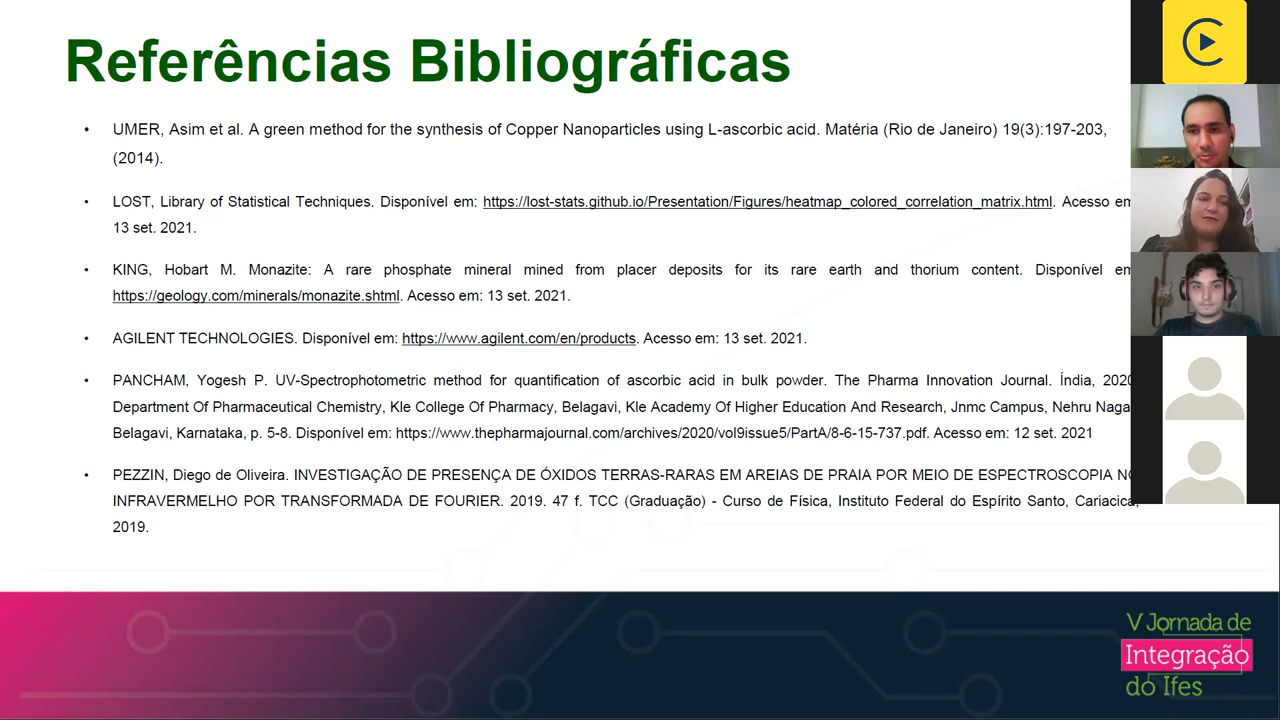 Referências Bibliográficas
• UMER, Asim et al. A green method for the synthesis of Copper Nanoparticles using L-ascorbic acid. Matéria (Rio de Janeiro) 19(3):197-203,
(2014).
• LOST, Library of Statistical Techniques. Disponível em: https://lost-stats.github.io/Presentation/Figures/heatmap_colored_correlation_matrix.html. Acesso em
13 set. 2021.
• KING, Hobart M. Monazite: A rare phosphate mineral mined from placer deposits for its rare earth and thorium content. Disponível em
https://geology.com/minerals/monazite.shtml. Acesso em: 13 set. 2021.
• AGILENT TECHNOLOGIES. Disponível em: https://www.agilent.com/en/products. Acesso em: 13 set. 2021.
• PANCHAM, Yogesh P. UV-Spectrophotometric method for quantification of ascorbic acid in bulk powder. The Pharma Innovation Journal. Índia, 2020
Department Of Pharmaceutical Chemistry, Kle College Of Pharmacy, Belagavi, Kle Academy Of Higher Education And Research, Jnmc Campus, Nehru Naga
Belagavi, Karnataka, p. 5-8. Disponível em: https://www.thepharmajournal.com/archives/2020/vol9issue5/PartA/8-6-15-737.pdf. Acesso em: 12 set. 2021
• PEZZIN, Diego de Oliveira. INVESTIGAÇÃO DE PRESENÇA DE ÓXIDOS TERRAS-RARAS EM AREIAS DE PRAIA POR MEIO DE ESPECTROSCOPIA NO
INFRAVERMELHO POR TRANSFORMADA DE FOURIER. 2019. 47 f. TCC (Graduação) - Curso de Física, Instituto Federal do Espírito Santo, Cariacica,
2019.
V Jornada de
Integração
do Ifes